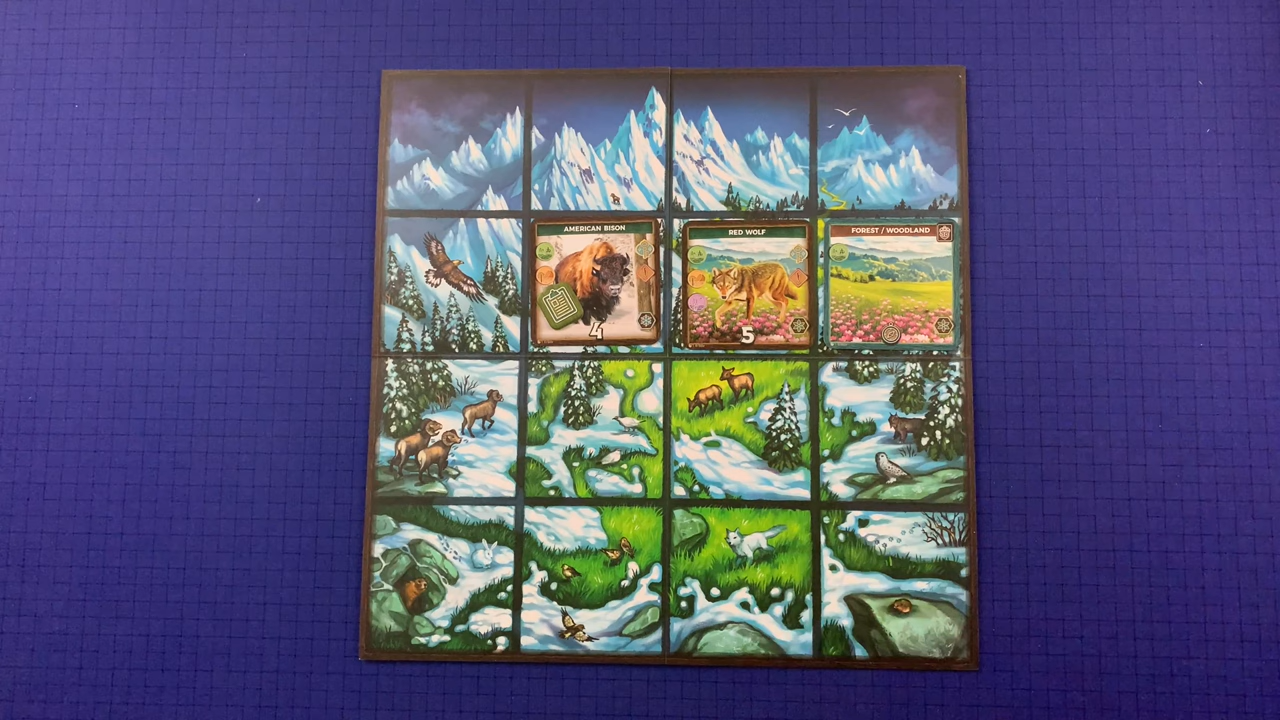 AMERICAN BISON
RED WOLF
FOREST / WOODLAND
4
5